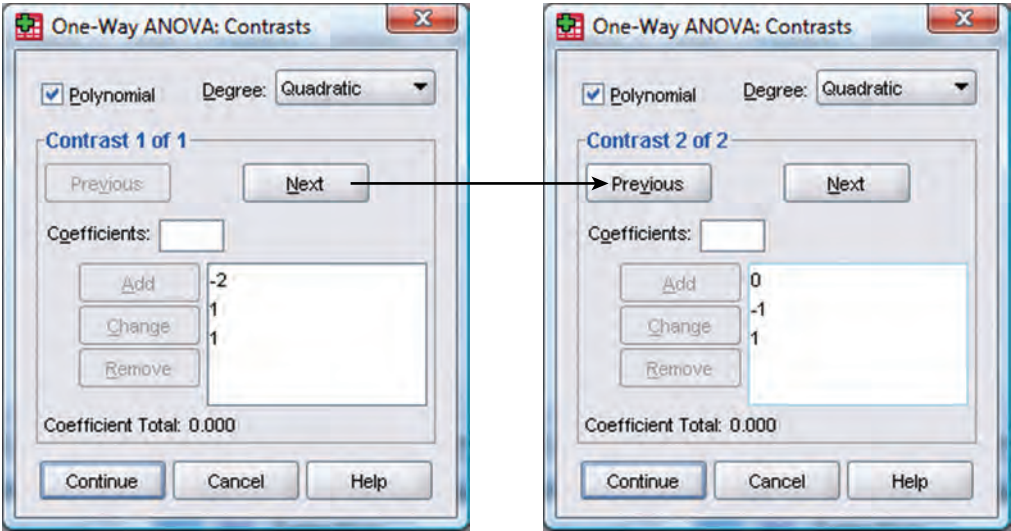 One-Way ANOVA: Contrasts
Polynomial Degree: Quadratic
Contrast 1 of 1
Previous Next
Coefficients:
Add
Change
Remove
-2
1
1
Coefficient Total: 0.000
Continue Cancel Help
One-Way ANOVA: Contrasts
Polynomial Degree: Quadratic
Contrast 2 of 2
Previous Next
Coefficients:
Add
Change
Remove
0
-1
1
Coefficient Total: 0.000
Continue Cancel Help